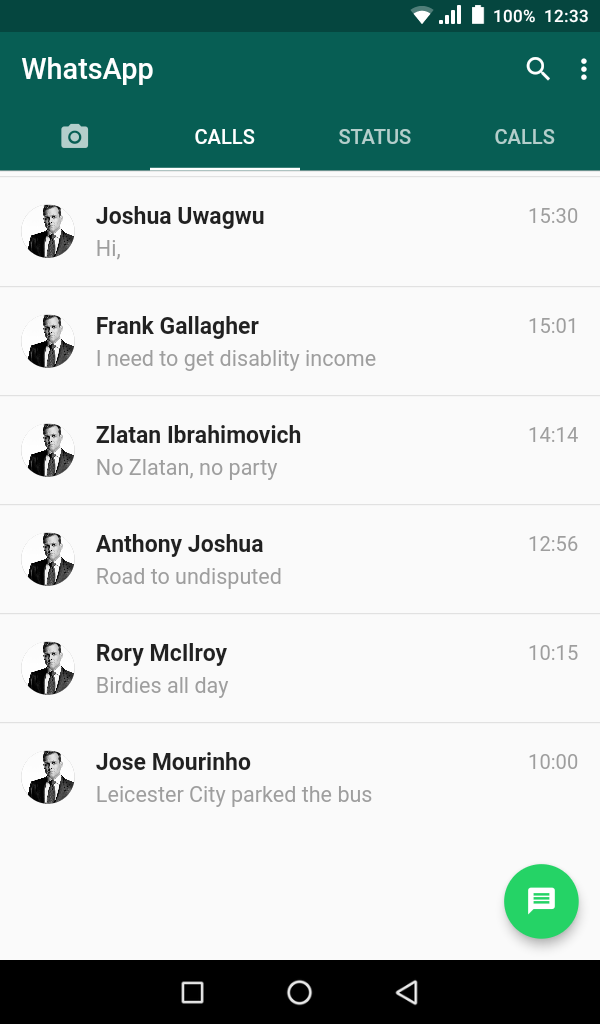 100% 12:33
WhatsApp
CALLS STATUS CALLS
Joshua Uwagwu 15:30
Hi,
Frank Gallagher 15:01
I need to get disablity income
Zlatan Ibrahimovich 14:14
No Zlatan, no party
Anthony Joshua 12:56
Road to undisputed
Rory McIlroy 10:15
Birdies all day
Jose Mourinho 10:00
Leicester City parked the bus